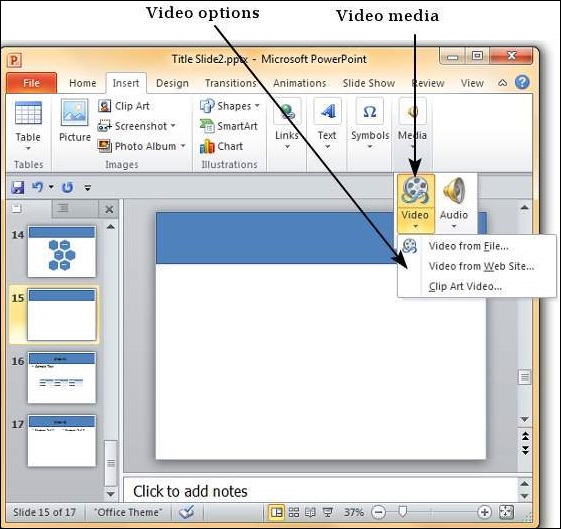 Video options Video media
Title Slide2.pptx - Microsoft PowerPoint
File Home Insert Design Transitions Animations Slide Show Review View
Table Picture Clip Art Screenshot Photo Album Shapes SmartArt Chart Links Text Symbols Media
Tables Images Illustrations
Video Audio
Video from File...
Video from Web Site...
Clip Art Video...
14
15
16
17
Click to add notes
Slide 15 of 17 "Office Theme" 37%